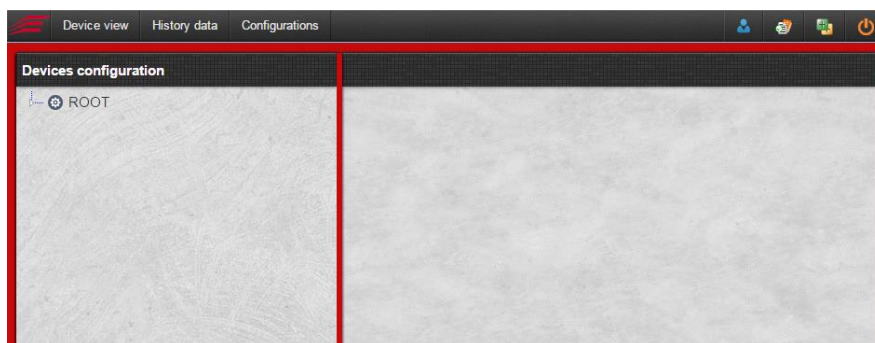 Device view History data Configurations
Devices configuration
ROOT